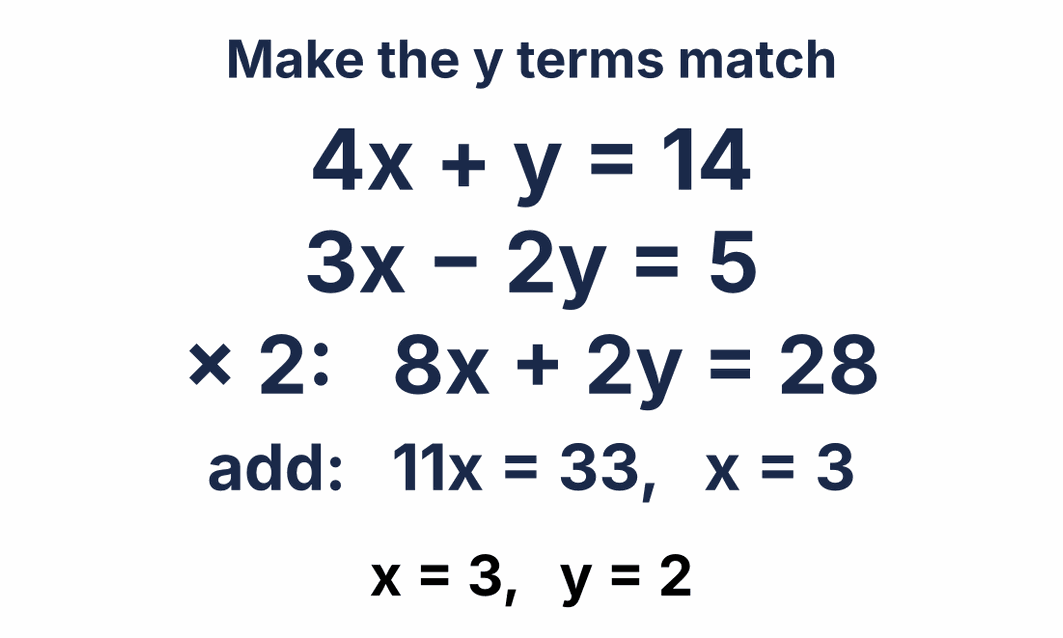 Make the y terms match
4x + y = 14
3x − 2y = 5
× 2: 8x + 2y = 28
add: 11x = 33, x = 3
x = 3, y = 2